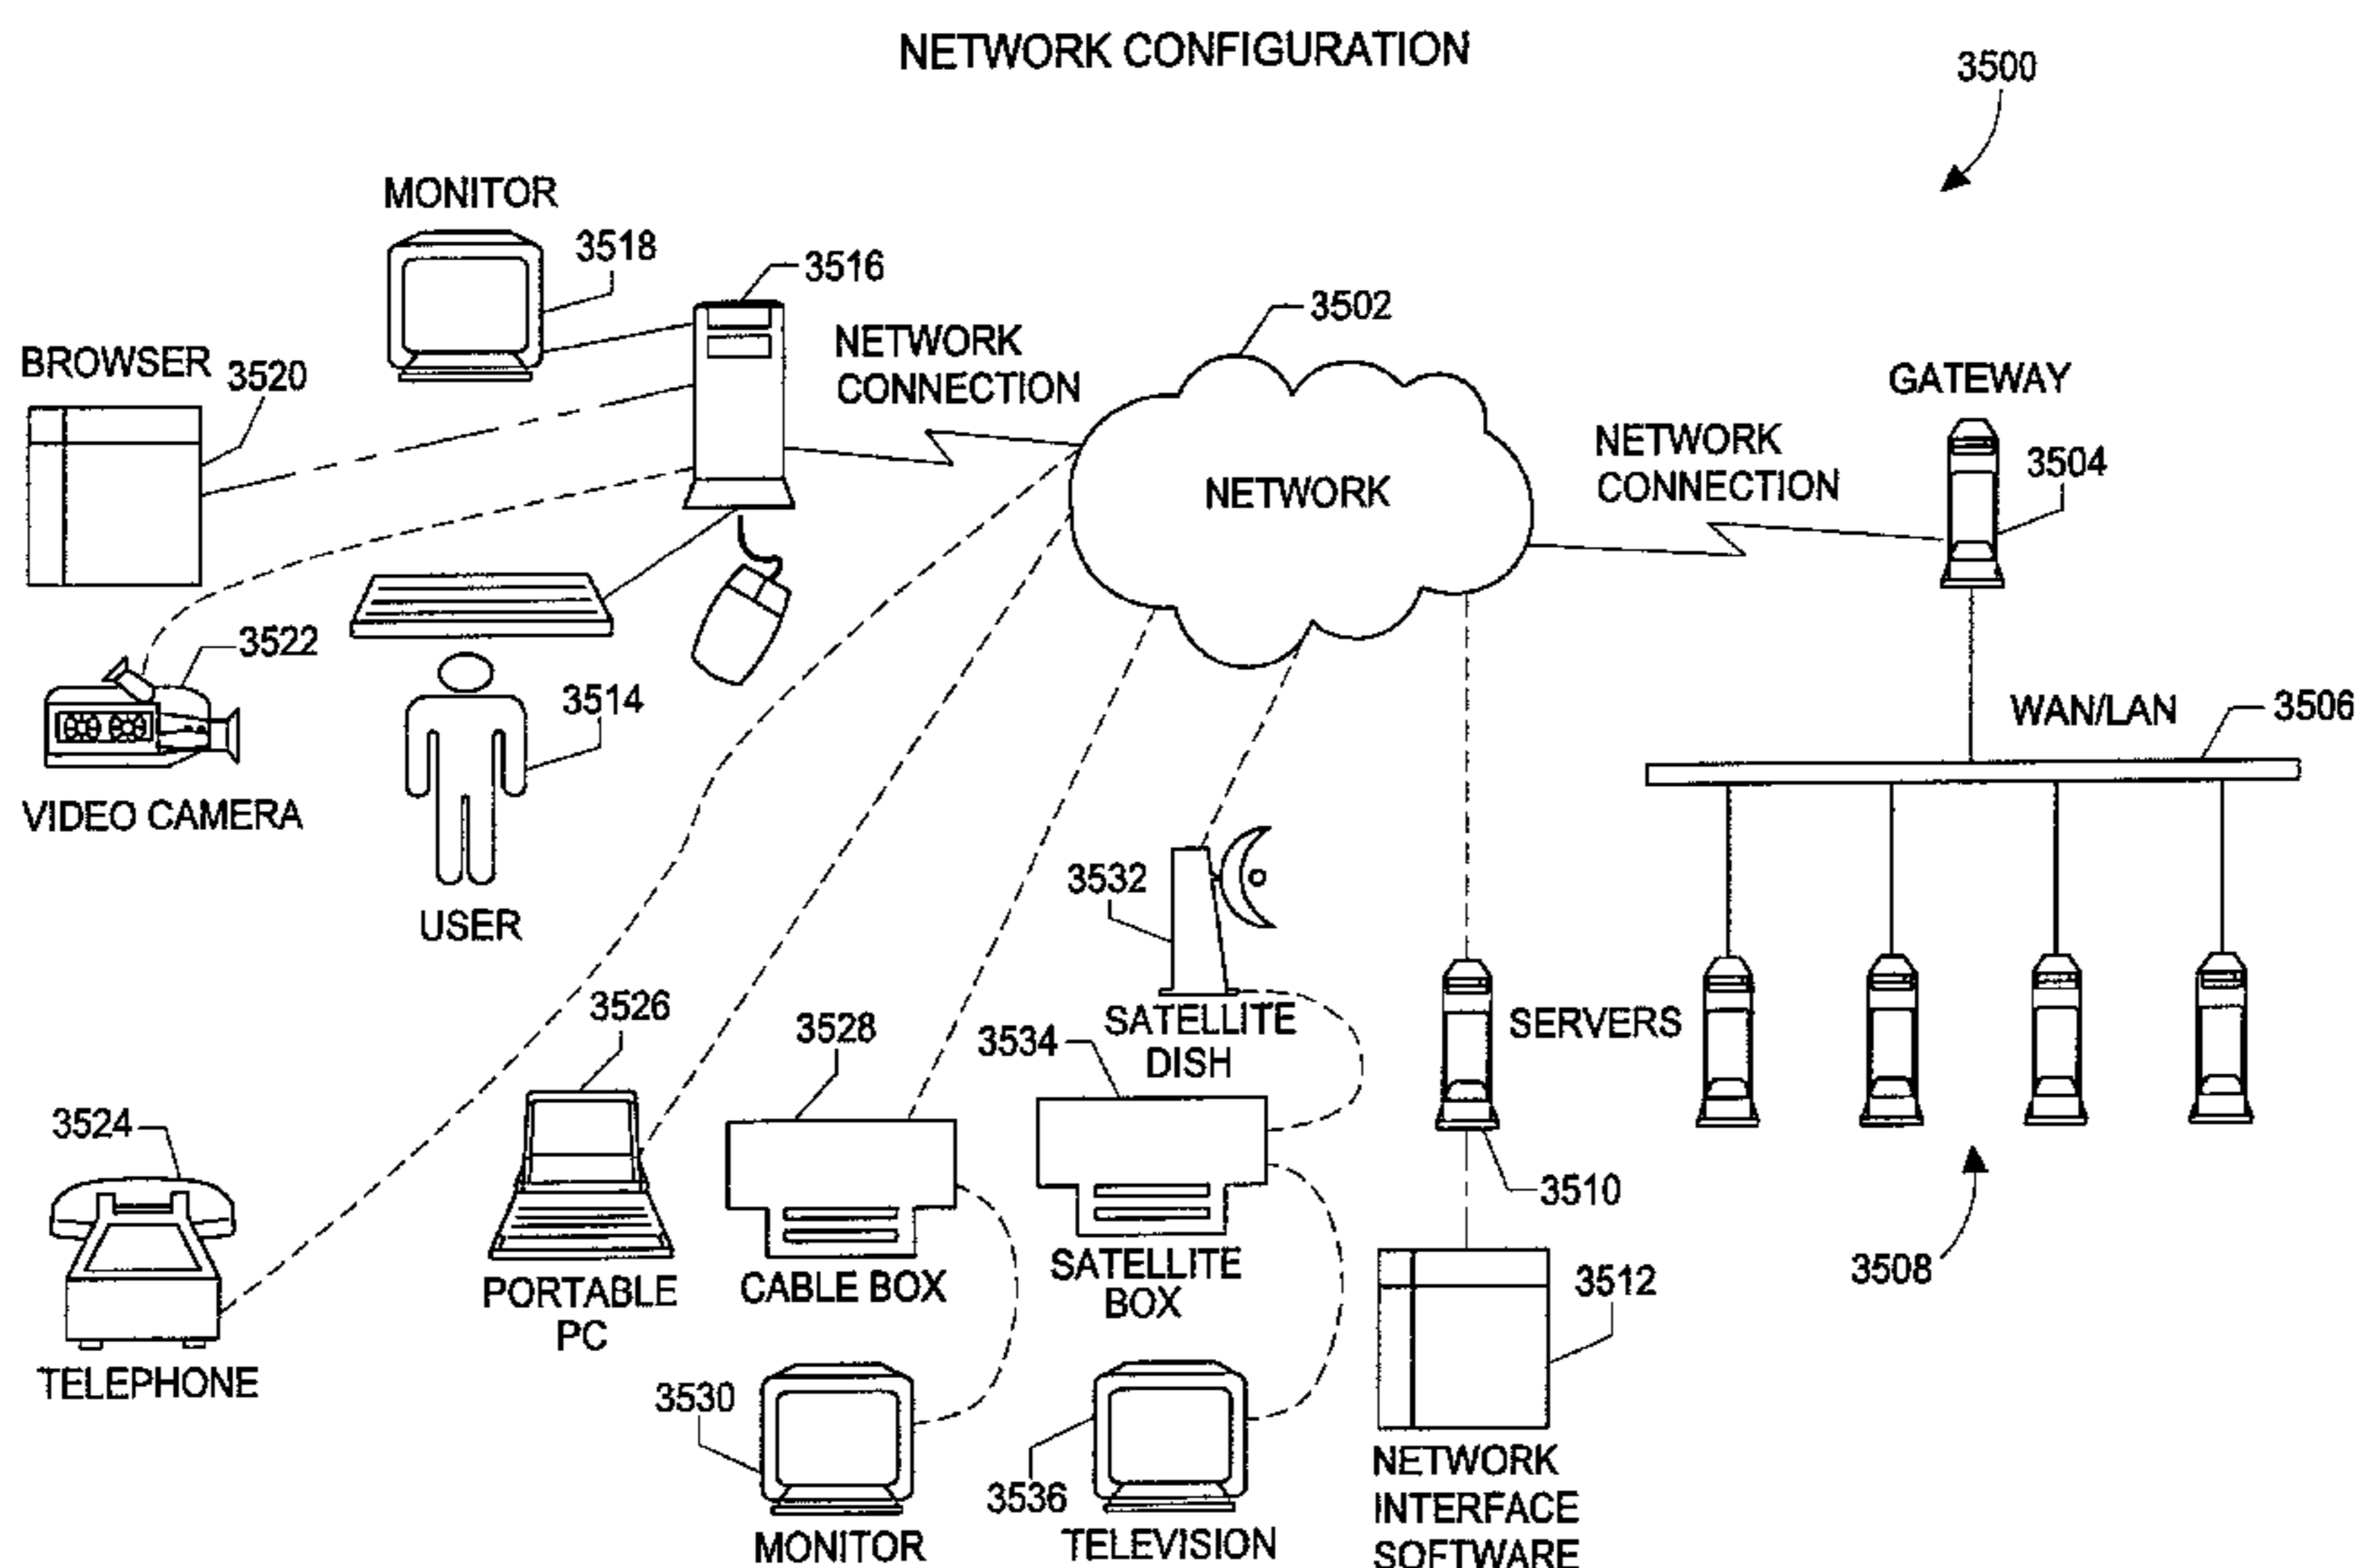 NETWORK CONFIGURATION
3500
MONITOR
3518
3516
3502
NETWORK
CONNECTION
BROWSER
3520
GATEWAY
NETWORK
CONNECTION
3504
NETWORK
3522
VIDEO CAMERA
3514
USER
WAN/LAN
3506
3532
SATELLITE
DISH
3526
3528
3534
SERVERS
3524
TELEPHONE
PORTABLE
PC
CABLE BOX
SATELLITE
BOX
3510
3508
3512
3530
MONITOR
3536
TELEVISION
NETWORK
INTERFACE
SOFTWARE